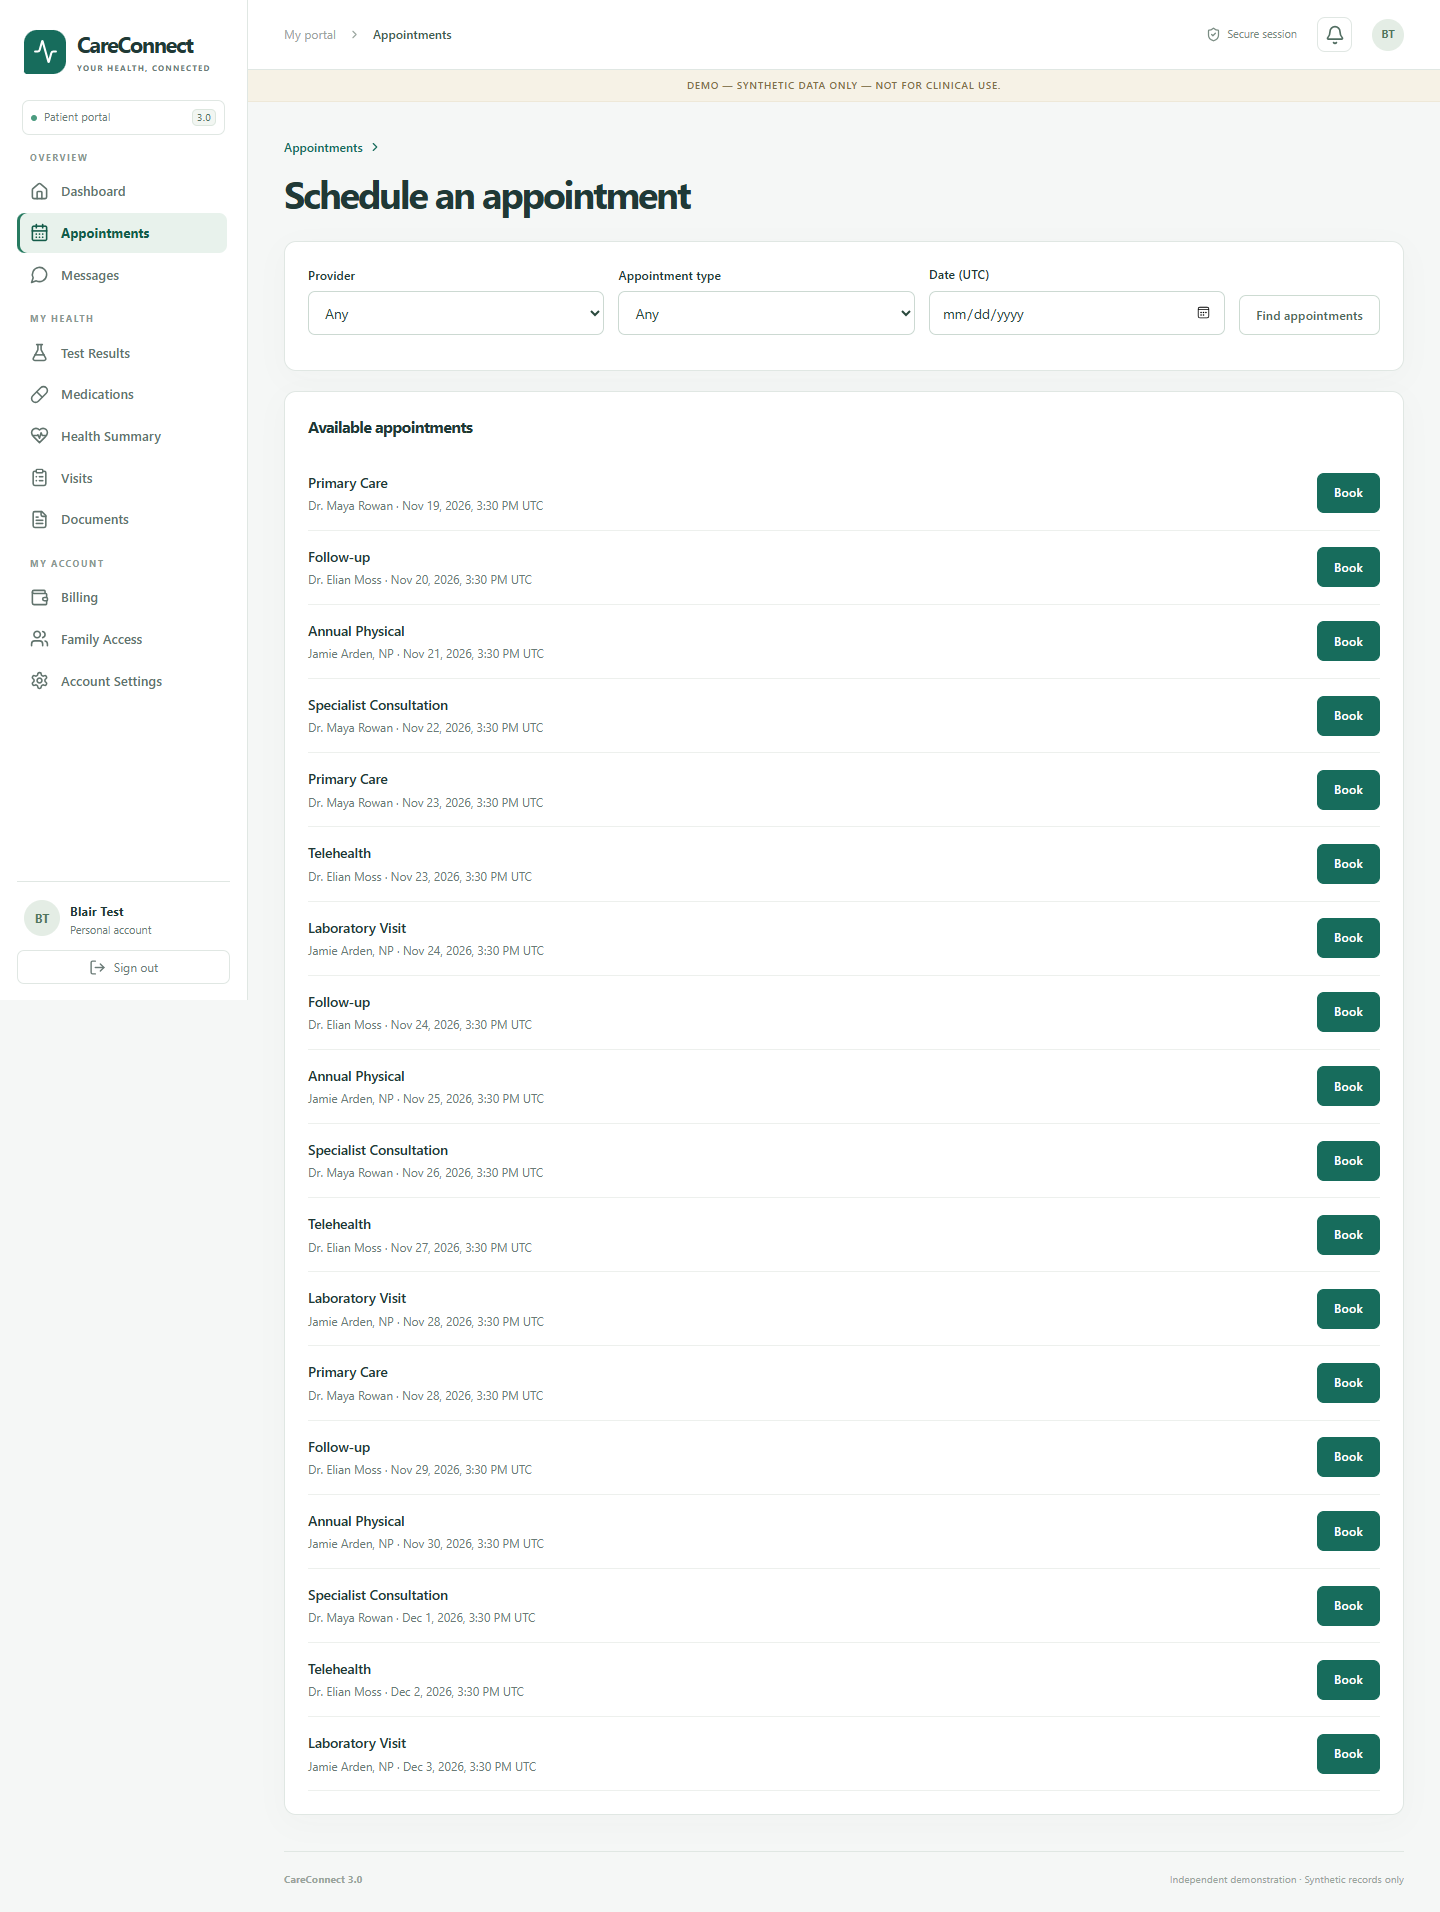 CareConnect
YOUR HEALTH, CONNECTED
Patient portal 3.0
OVERVIEW
Dashboard
Appointments
Messages
MY HEALTH
Test Results
Medications
Health Summary
Visits
Documents
MY ACCOUNT
Billing
Family Access
Account Settings
BT
Blair Test
Personal account
Sign out
My portal > Appointments
Secure session
BT
DEMO — SYNTHETIC DATA ONLY — NOT FOR CLINICAL USE.
Appointments >
Schedule an appointment
Provider
Any
Appointment type
Any
Date (UTC)
mm/dd/yyyy
Find appointments
Available appointments
Primary Care
Dr. Maya Rowan · Nov 19, 2026, 3:30 PM UTC
Book
Follow-up
Dr. Elian Moss · Nov 20, 2026, 3:30 PM UTC
Book
Annual Physical
Jamie Arden, NP · Nov 21, 2026, 3:30 PM UTC
Book
Specialist Consultation
Dr. Maya Rowan · Nov 22, 2026, 3:30 PM UTC
Book
Primary Care
Dr. Maya Rowan · Nov 23, 2026, 3:30 PM UTC
Book
Telehealth
Dr. Elian Moss · Nov 23, 2026, 3:30 PM UTC
Book
Laboratory Visit
Jamie Arden, NP · Nov 24, 2026, 3:30 PM UTC
Book
Follow-up
Dr. Elian Moss · Nov 24, 2026, 3:30 PM UTC
Book
Annual Physical
Jamie Arden, NP · Nov 25, 2026, 3:30 PM UTC
Book
Specialist Consultation
Dr. Maya Rowan · Nov 26, 2026, 3:30 PM UTC
Book
Telehealth
Dr. Elian Moss · Nov 27, 2026, 3:30 PM UTC
Book
Laboratory Visit
Jamie Arden, NP · Nov 28, 2026, 3:30 PM UTC
Book
Primary Care
Dr. Maya Rowan · Nov 28, 2026, 3:30 PM UTC
Book
Follow-up
Dr. Elian Moss · Nov 29, 2026, 3:30 PM UTC
Book
Annual Physical
Jamie Arden, NP · Nov 30, 2026, 3:30 PM UTC
Book
Specialist Consultation
Dr. Maya Rowan · Dec 1, 2026, 3:30 PM UTC
Book
Telehealth
Dr. Elian Moss · Dec 2, 2026, 3:30 PM UTC
Book
Laboratory Visit
Jamie Arden, NP · Dec 3, 2026, 3:30 PM UTC
Book
CareConnect 3.0
Independent demonstration · Synthetic records only